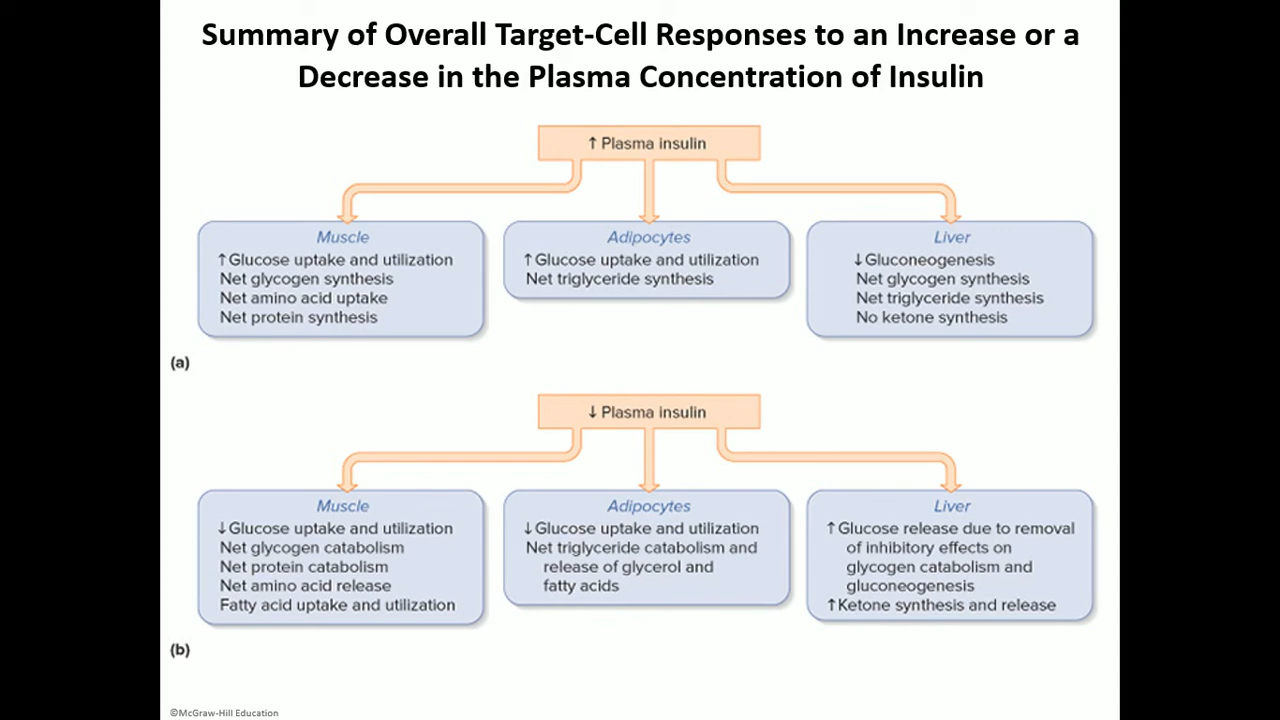 Summary of Overall Target-Cell Responses to an Increase or a
Decrease in the Plasma Concentration of Insulin
↑ Plasma insulin
Muscle
↑Glucose uptake and utilization
Net glycogen synthesis
Net amino acid uptake
Net protein synthesis
Adipocytes
↑Glucose uptake and utilization
Net triglyceride synthesis
Liver
↓Gluconeogenesis
Net glycogen synthesis
Net triglyceride synthesis
No ketone synthesis
(a)
↓ Plasma insulin
Muscle
↓Glucose uptake and utilization
Net glycogen catabolism
Net protein catabolism
Net amino acid release
Fatty acid uptake and utilization
Adipocytes
↓Glucose uptake and utilization
Net triglyceride catabolism and
release of glycerol and
fatty acids
Liver
↑Glucose release due to removal
of inhibitory effects on
glycogen catabolism and
gluconeogenesis
↑Ketone synthesis and release
(b)
©McGraw-Hill Education